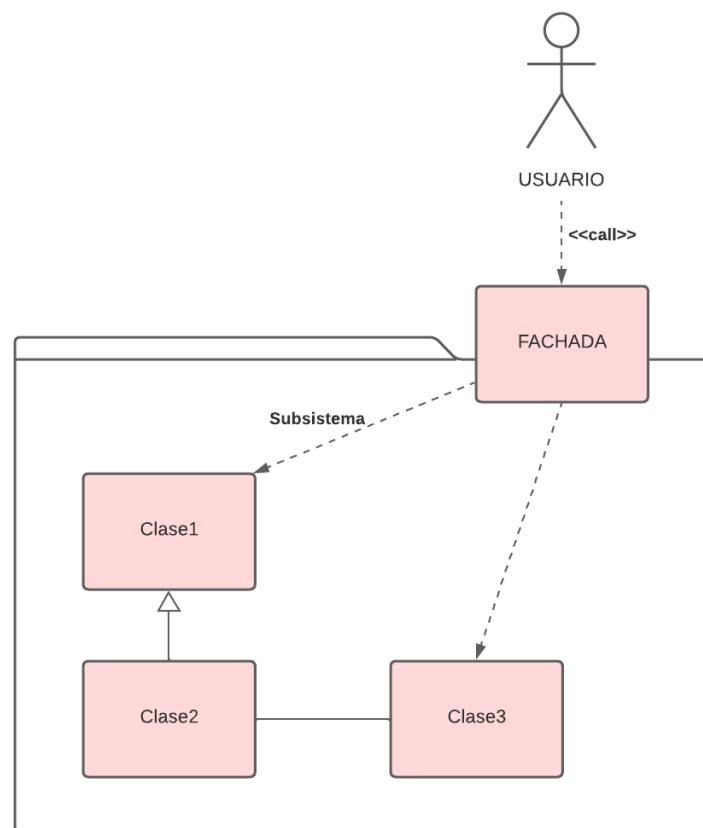 USUARIO
<<call>>
FACHADA
Subsistema
Clase1
Clase2
Clase3